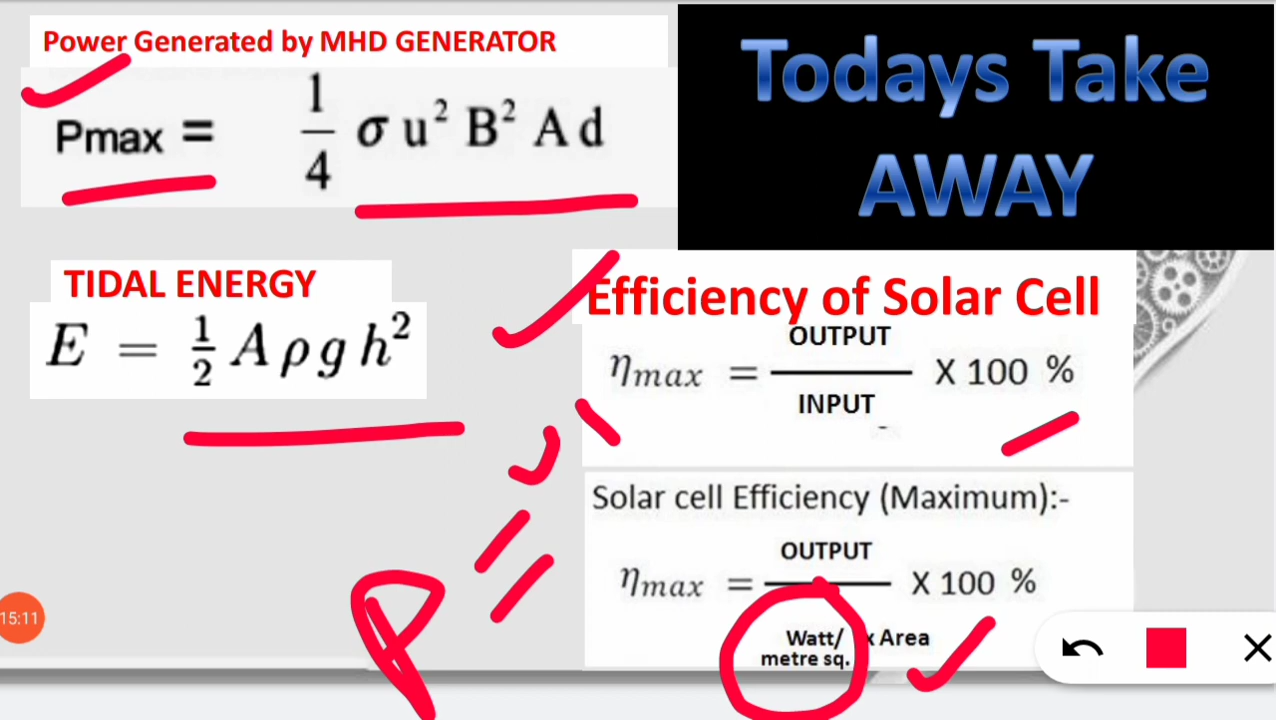 Power Generated by MHD GENERATOR
Pmax = 1/4 σ u² B² A d
Todays Take
AWAY
TIDAL ENERGY
E = 1/2 A ρ g h²
Efficiency of Solar Cell
OUTPUT
ηmax = ―――― X 100 %
INPUT
Solar cell Efficiency (Maximum):-
OUTPUT
ηmax = ―――― X 100 %
Watt/ x Area
metre sq.
15:11